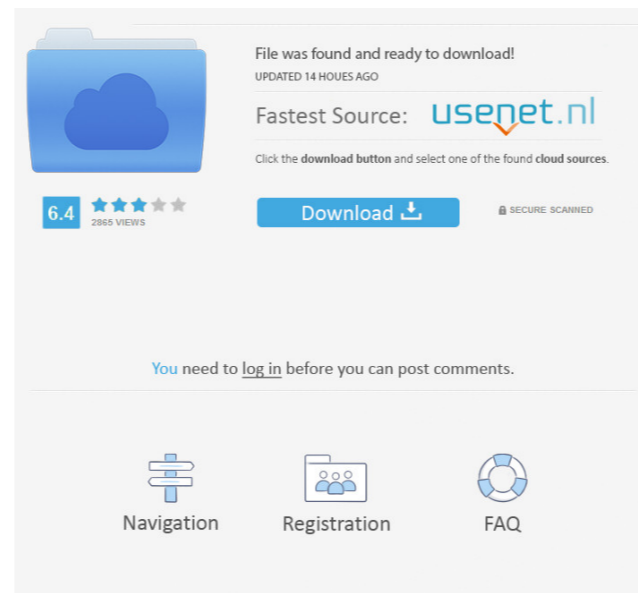 File was found and ready to download!
UPDATED 14 HOUES AGO
Fastest Source: usenet.nl
Click the download button and select one of the found cloud sources.
6.4
2865 VIEWS
Download
SECURE SCANNED
You need to log in before you can post comments.
Navigation
Registration
FAQ